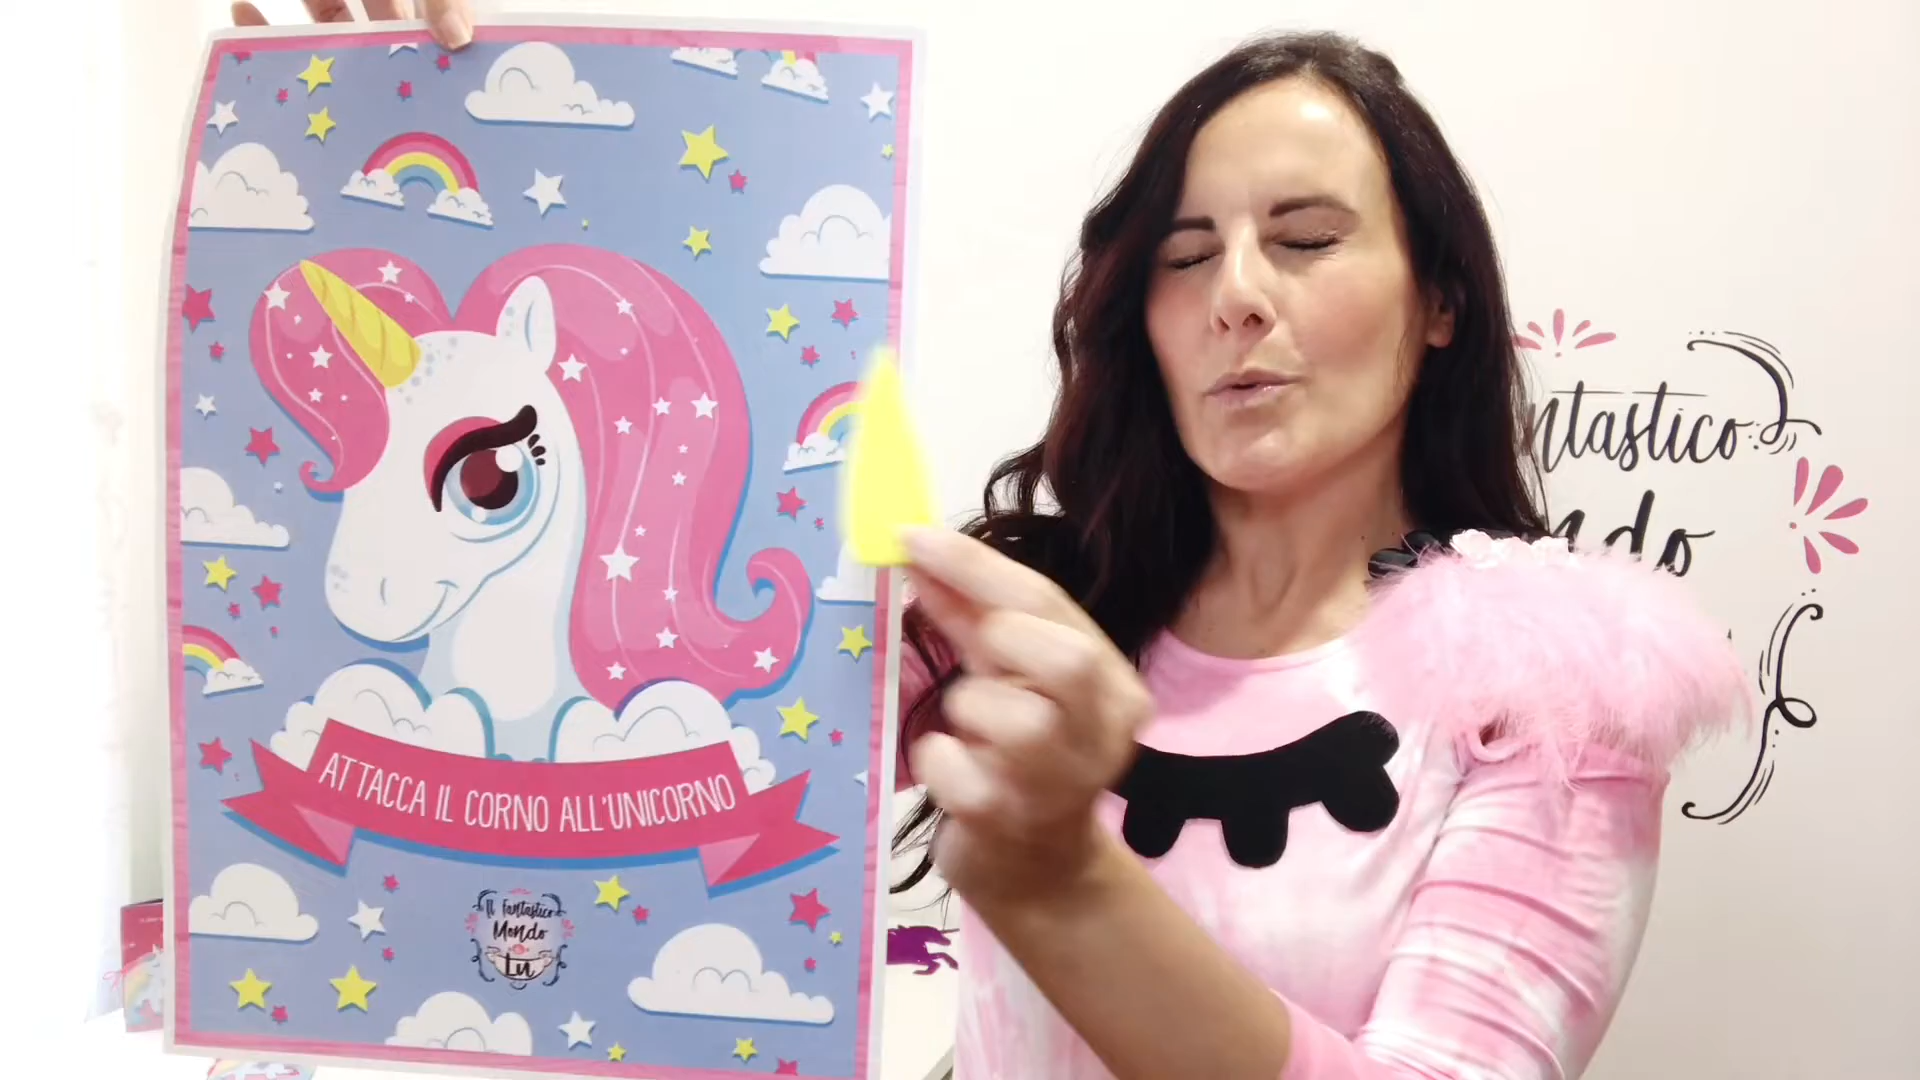 ATTACCA IL CORNO ALL'UNICORNO
Il Fantastico
Mondo
Lu
ntastico
ndo